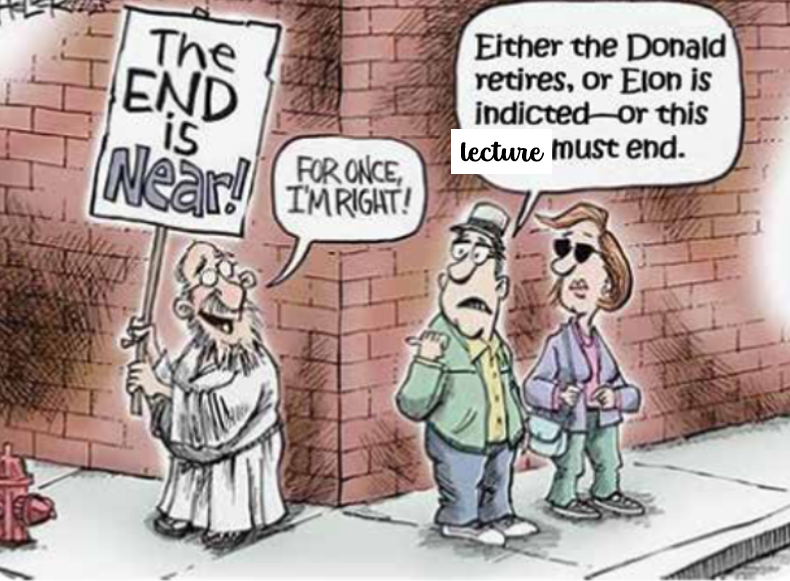 The
END
is
Near!
FOR ONCE,
I'M RIGHT!
Either the Donald
retires, or Elon is
indicted—or this
lecture must end.